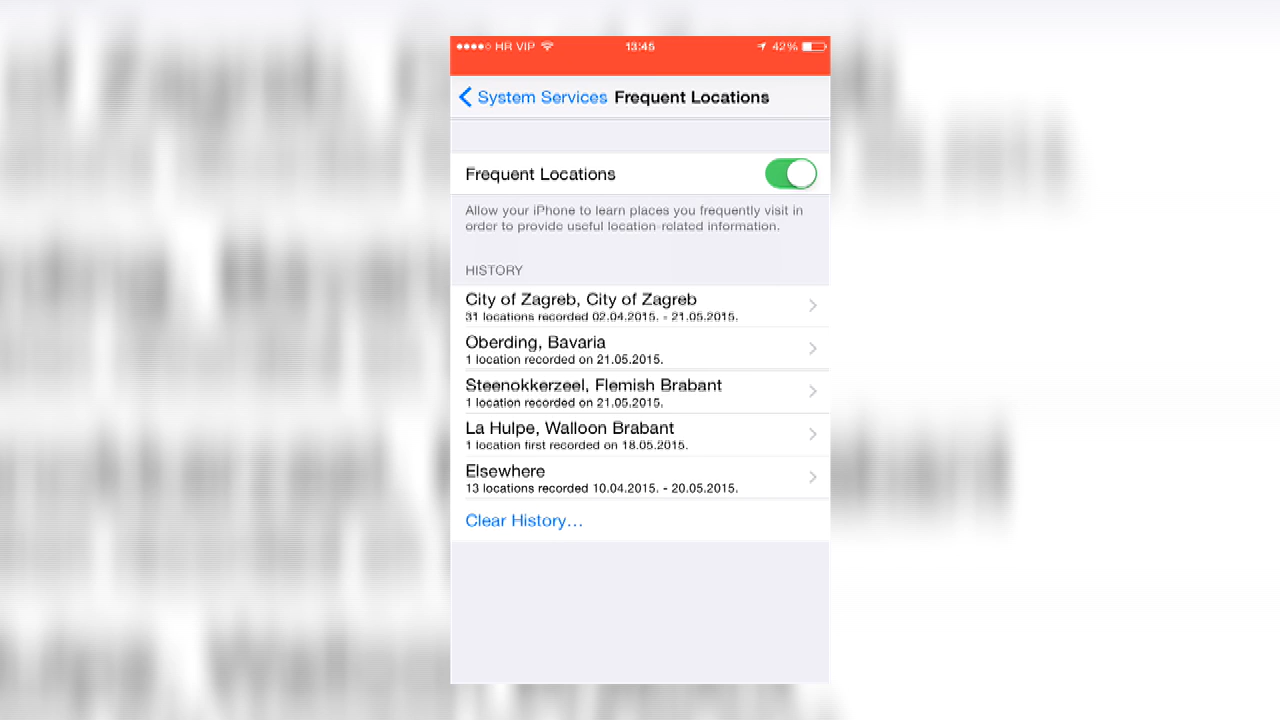 HR VIP 13:45 42%
System Services Frequent Locations
Frequent Locations
Allow your iPhone to learn places you frequently visit in
order to provide useful location-related information.
HISTORY
City of Zagreb, City of Zagreb
31 locations recorded 02.04.2015. - 21.05.2015.
Oberding, Bavaria
1 location recorded on 21.05.2015.
Steenokkerzeel, Flemish Brabant
1 location recorded on 21.05.2015.
La Hulpe, Walloon Brabant
1 location first recorded on 18.05.2015.
Elsewhere
13 locations recorded 10.04.2015. - 20.05.2015.
Clear History...